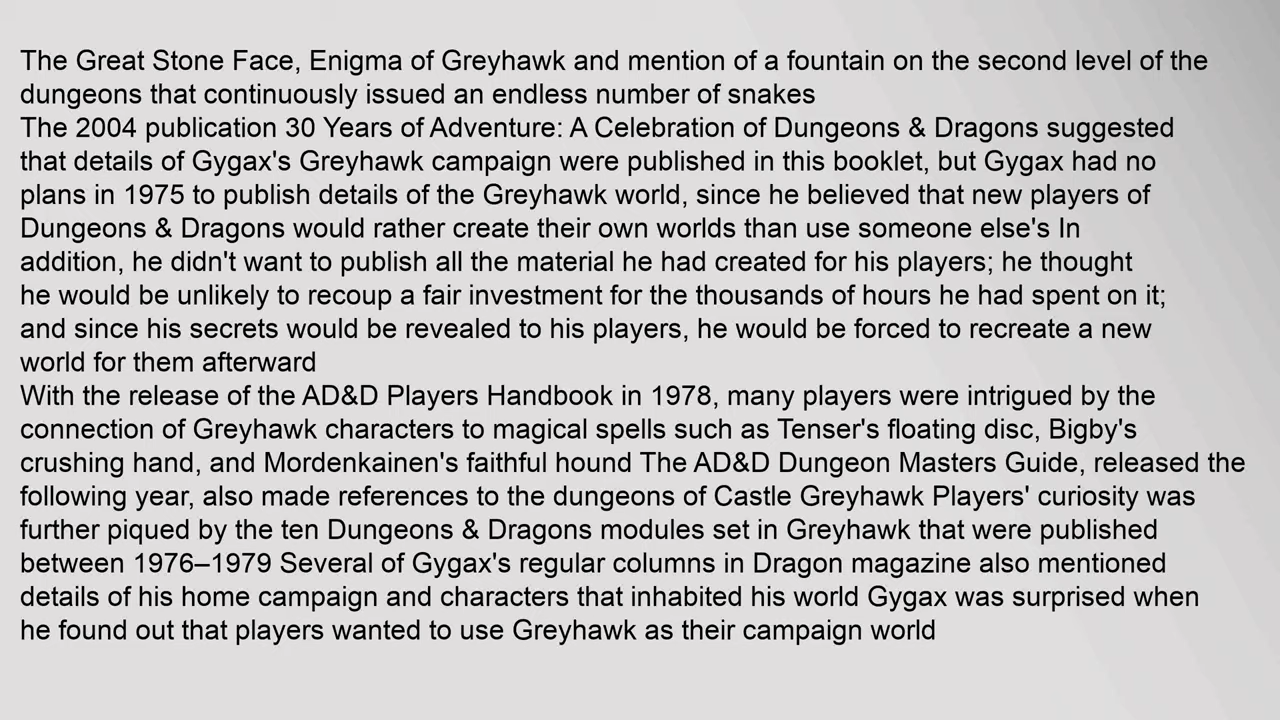 The Great Stone Face, Enigma of Greyhawk and mention of a fountain on the second level of the
dungeons that continuously issued an endless number of snakes
The 2004 publication 30 Years of Adventure: A Celebration of Dungeons & Dragons suggested
that details of Gygax's Greyhawk campaign were published in this booklet, but Gygax had no
plans in 1975 to publish details of the Greyhawk world, since he believed that new players of
Dungeons & Dragons would rather create their own worlds than use someone else's In
addition, he didn't want to publish all the material he had created for his players; he thought
he would be unlikely to recoup a fair investment for the thousands of hours he had spent on it;
and since his secrets would be revealed to his players, he would be forced to recreate a new
world for them afterward
With the release of the AD&D Players Handbook in 1978, many players were intrigued by the
connection of Greyhawk characters to magical spells such as Tenser's floating disc, Bigby's
crushing hand, and Mordenkainen's faithful hound The AD&D Dungeon Masters Guide, released the
following year, also made references to the dungeons of Castle Greyhawk Players' curiosity was
further piqued by the ten Dungeons & Dragons modules set in Greyhawk that were published
between 1976–1979 Several of Gygax's regular columns in Dragon magazine also mentioned
details of his home campaign and characters that inhabited his world Gygax was surprised when
he found out that players wanted to use Greyhawk as their campaign world